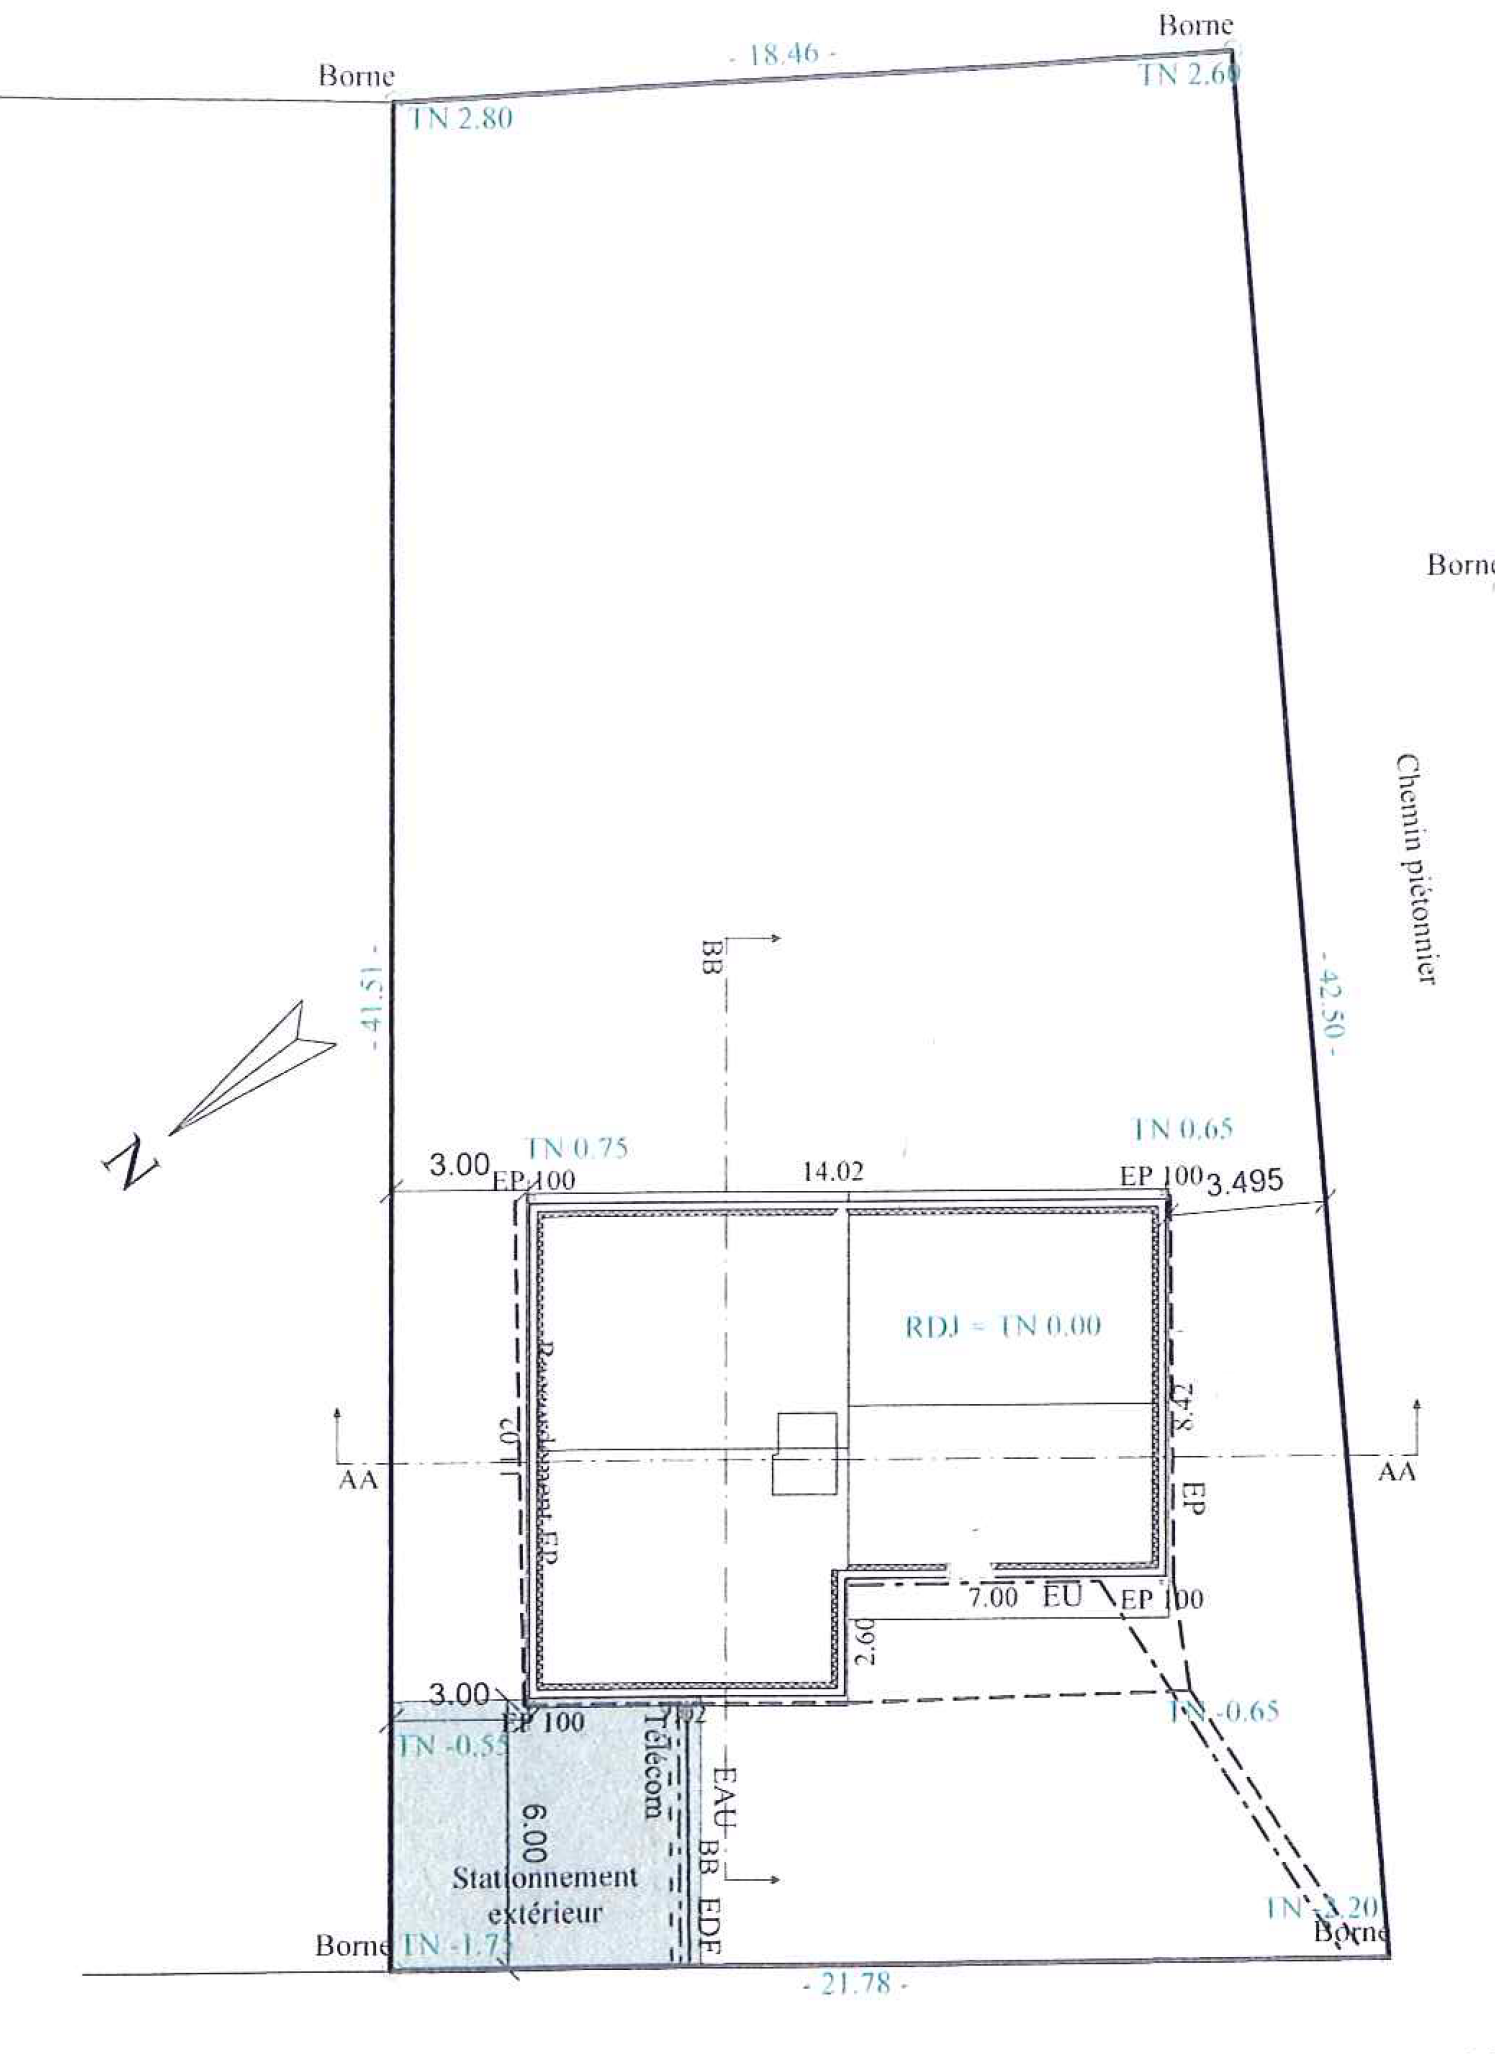 Borne
- 18.46 -
Borne
TN 2.80
TN 2.60
Borne
Chemin piétonnier
BB
- 41.51 -
- 42.50 -
N
TN 0.75
TN 0.65
3.00
EP 100
14.02
EP 100
3.495
RDJ = TN 0.00
Raccordement EP
8.42
AA
AA
EP
7.00
EU
EP 100
2.60
3.00
EP 100
TN -0.65
TN -0.55
Télécom
EAU
6.00
BB
Stationnement
extérieur
EDF
Borne
TN -1.75
Borne
- 21.78 -